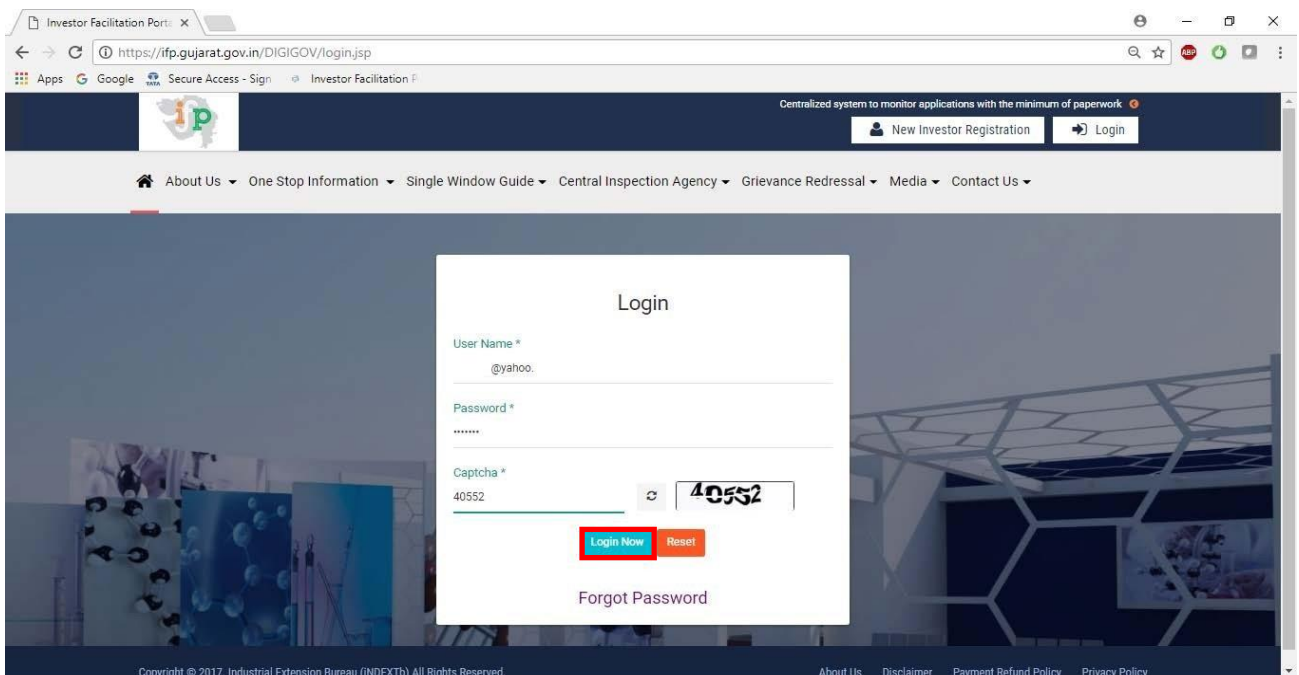 Investor Facilitation Porta
https://ifp.gujarat.gov.in/DIGIGOV/login.jsp
ABP
Apps Google TATA Secure Access - Sign Investor Facilitation P
ip
Centralized system to monitor applications with the minimum of paperwork
New Investor Registration Login
About Us One Stop Information Single Window Guide Central Inspection Agency Grievance Redressal Media Contact Us
Login
User Name *
@yahoo.
Password *
•••••••
Captcha *
40552 40552
Login Now Reset
Forgot Password
Copyright © 2017. Industrial Extension Bureau (iNDEXTb) All Rights Reserved. About Us Disclaimer Payment Refund Policy Privacy Policy